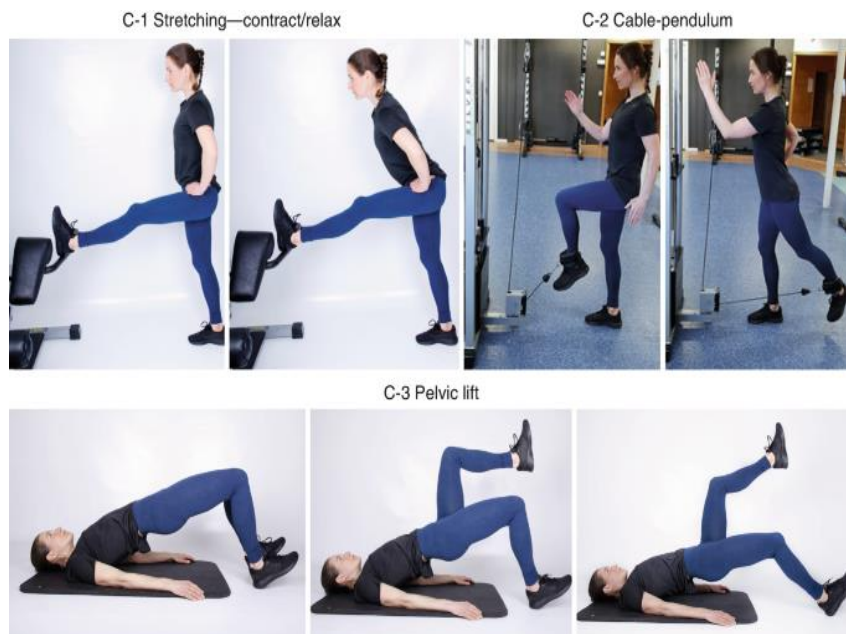 C-1 Stretching—contract/relax
C-2 Cable-pendulum
C-3 Pelvic lift